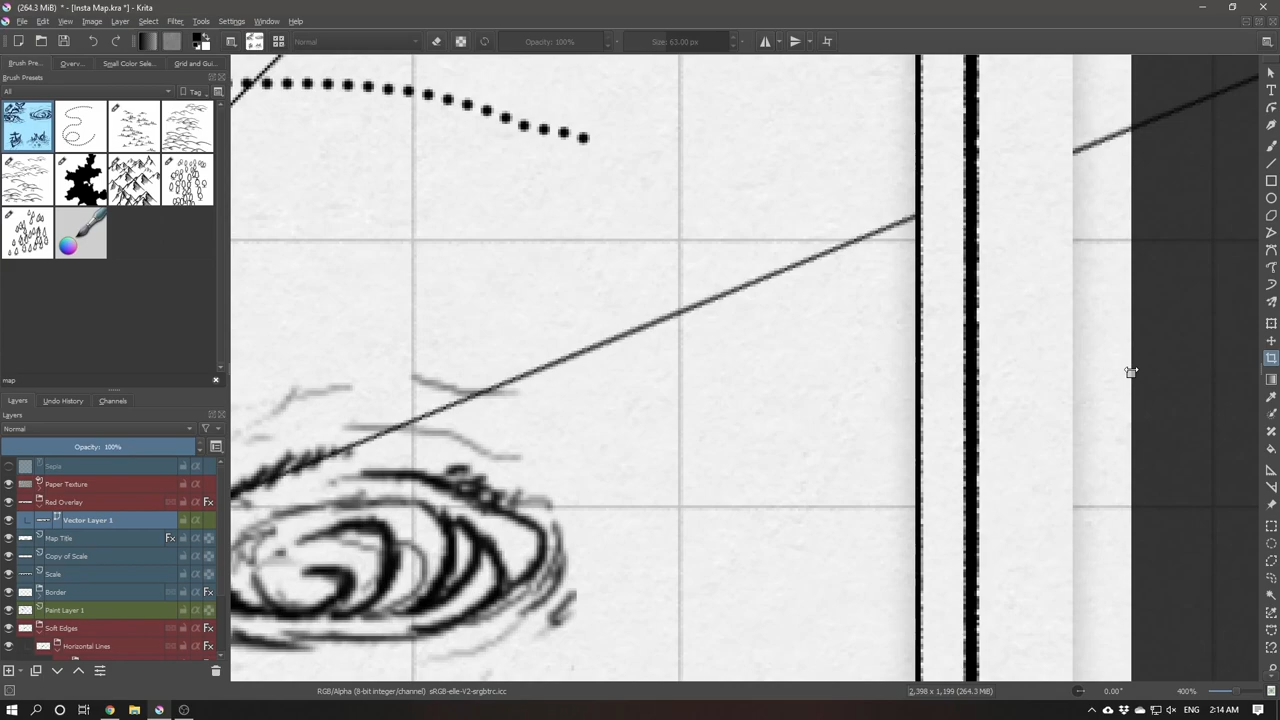 (264.3 MiB) * - [Insta Map.kra *] - Krita
File Edit View Image Layer Select Filter Tools Settings Window Help
Normal Opacity: 100% Size: 63.00 px
Brush Pre... Overv... Small Color Sele... Grid and Gui...
Brush Presets
All Tag
map
Layers Undo History Channels
Layers
Normal
Opacity: 100%
Sepia
Paper Texture
Red Overlay
Vector Layer 1
Map Title
Copy of Scale
Scale
Border
Paint Layer 1
Soft Edges
Horizontal Lines
RGB/Alpha (8-bit integer/channel) sRGB-elle-V2-srgbtrc.icc 2,398 x 1,199 (264.3 MiB) 0.00° 400%
2:14 AM